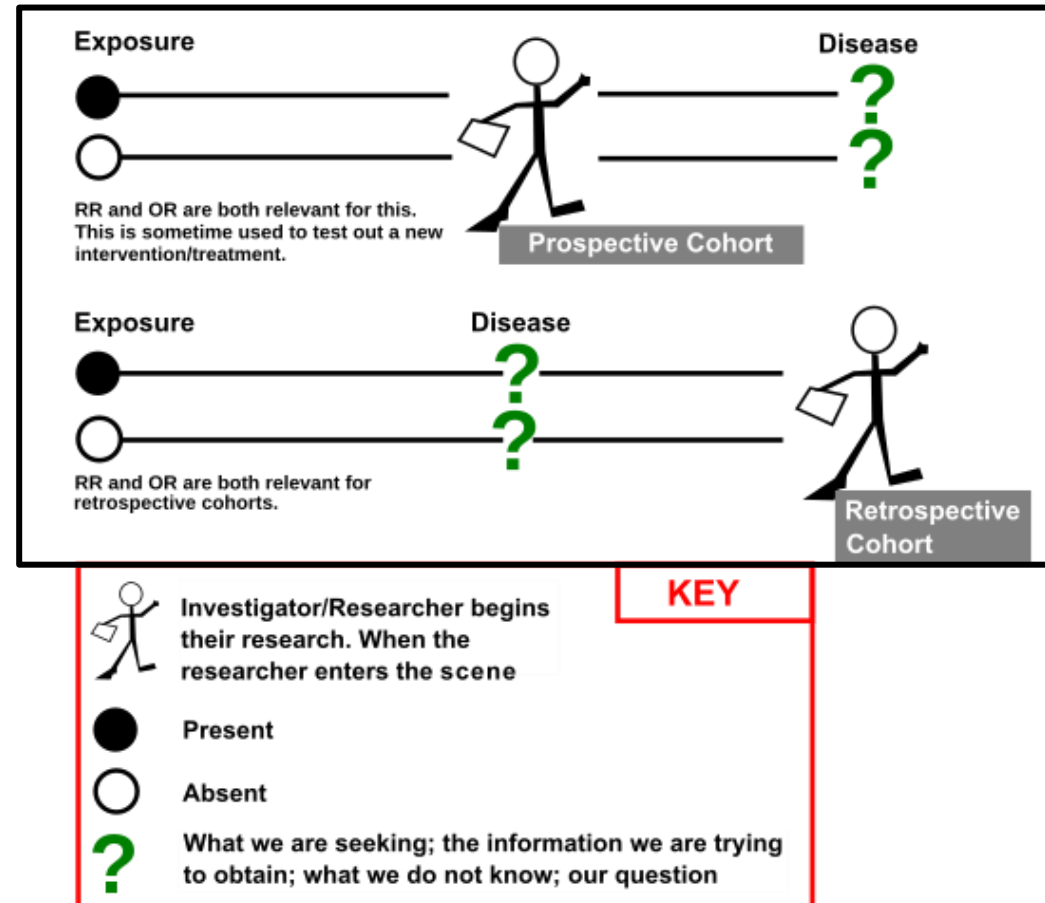 Exposure
Disease
?
?
RR and OR are both relevant for this.
This is sometime used to test out a new
intervention/treatment.
Prospective Cohort
Exposure
Disease
?
?
RR and OR are both relevant for
retrospective cohorts.
Retrospective
Cohort
KEY
Investigator/Researcher begins
their research. When the
researcher enters the scene
Present
Absent
?
What we are seeking; the information we are trying
to obtain; what we do not know; our question